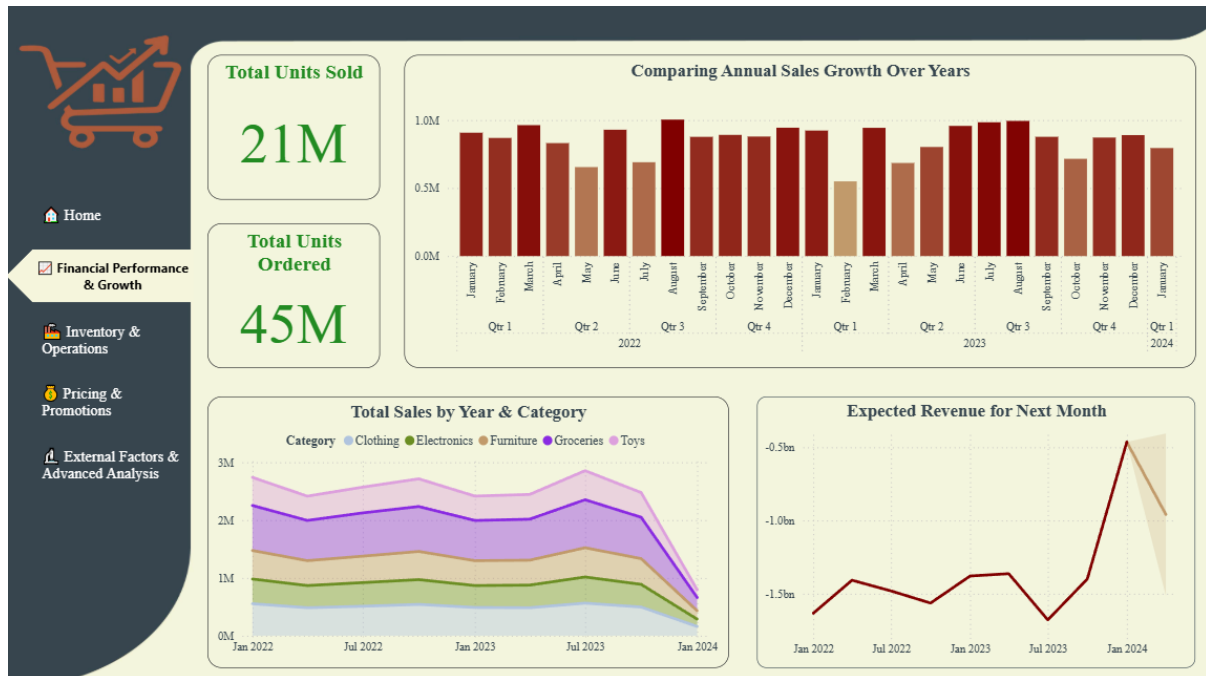 Home
Financial Performance
& Growth
Inventory &
Operations
Pricing &
Promotions
External Factors &
Advanced Analysis
Total Units Sold
21M
Total Units
Ordered
45M
Comparing Annual Sales Growth Over Years
1.0M
0.5M
0.0M
January February March April May June July August September October November December January February March April May June July August September October November December January
Qtr 1 Qtr 2 Qtr 3 Qtr 4 Qtr 1 Qtr 2 Qtr 3 Qtr 4 Qtr 1
2022 2023 2024
Total Sales by Year & Category
Category Clothing Electronics Furniture Groceries Toys
3M
2M
1M
0M
Jan 2022 Jul 2022 Jan 2023 Jul 2023 Jan 2024
Expected Revenue for Next Month
-0.5bn
-1.0bn
-1.5bn
Jan 2022 Jul 2022 Jan 2023 Jul 2023 Jan 2024